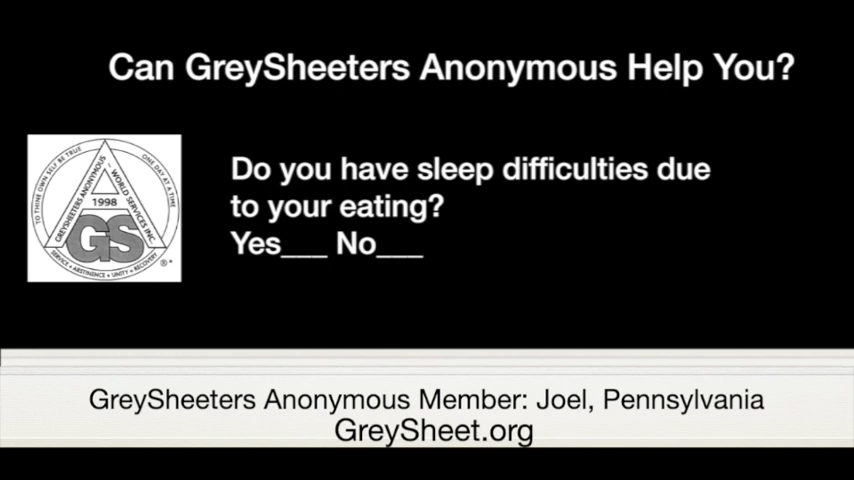 Can GreySheeters Anonymous Help You?
TO THINE OWN SELF BE TRUE
ONE DAY AT A TIME
GREYSHEETERS ANONYMOUS
WORLD SERVICES INC.
1998
GS
SERVICE • ABSTINENCE • UNITY • RECOVERY
®
Do you have sleep difficulties due
to your eating?
Yes___ No___
GreySheeters Anonymous Member: Joel, Pennsylvania
GreySheet.org